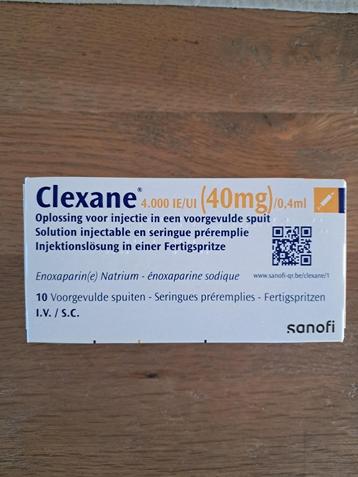 Clexane® 4.000 IE/UI (40mg)/0,4ml
Oplossing voor injectie in een voorgevulde spuit
Solution injectable en seringue préremplie
Injektionslösung in einer Fertigspritze
Enoxaparin(e) Natrium - énoxaparine sodique
www.sanofi-qr.be/clexane/1
10 Voorgevulde spuiten - Seringues préremplies - Fertigspritzen
I.V. / S.C.
sanofi